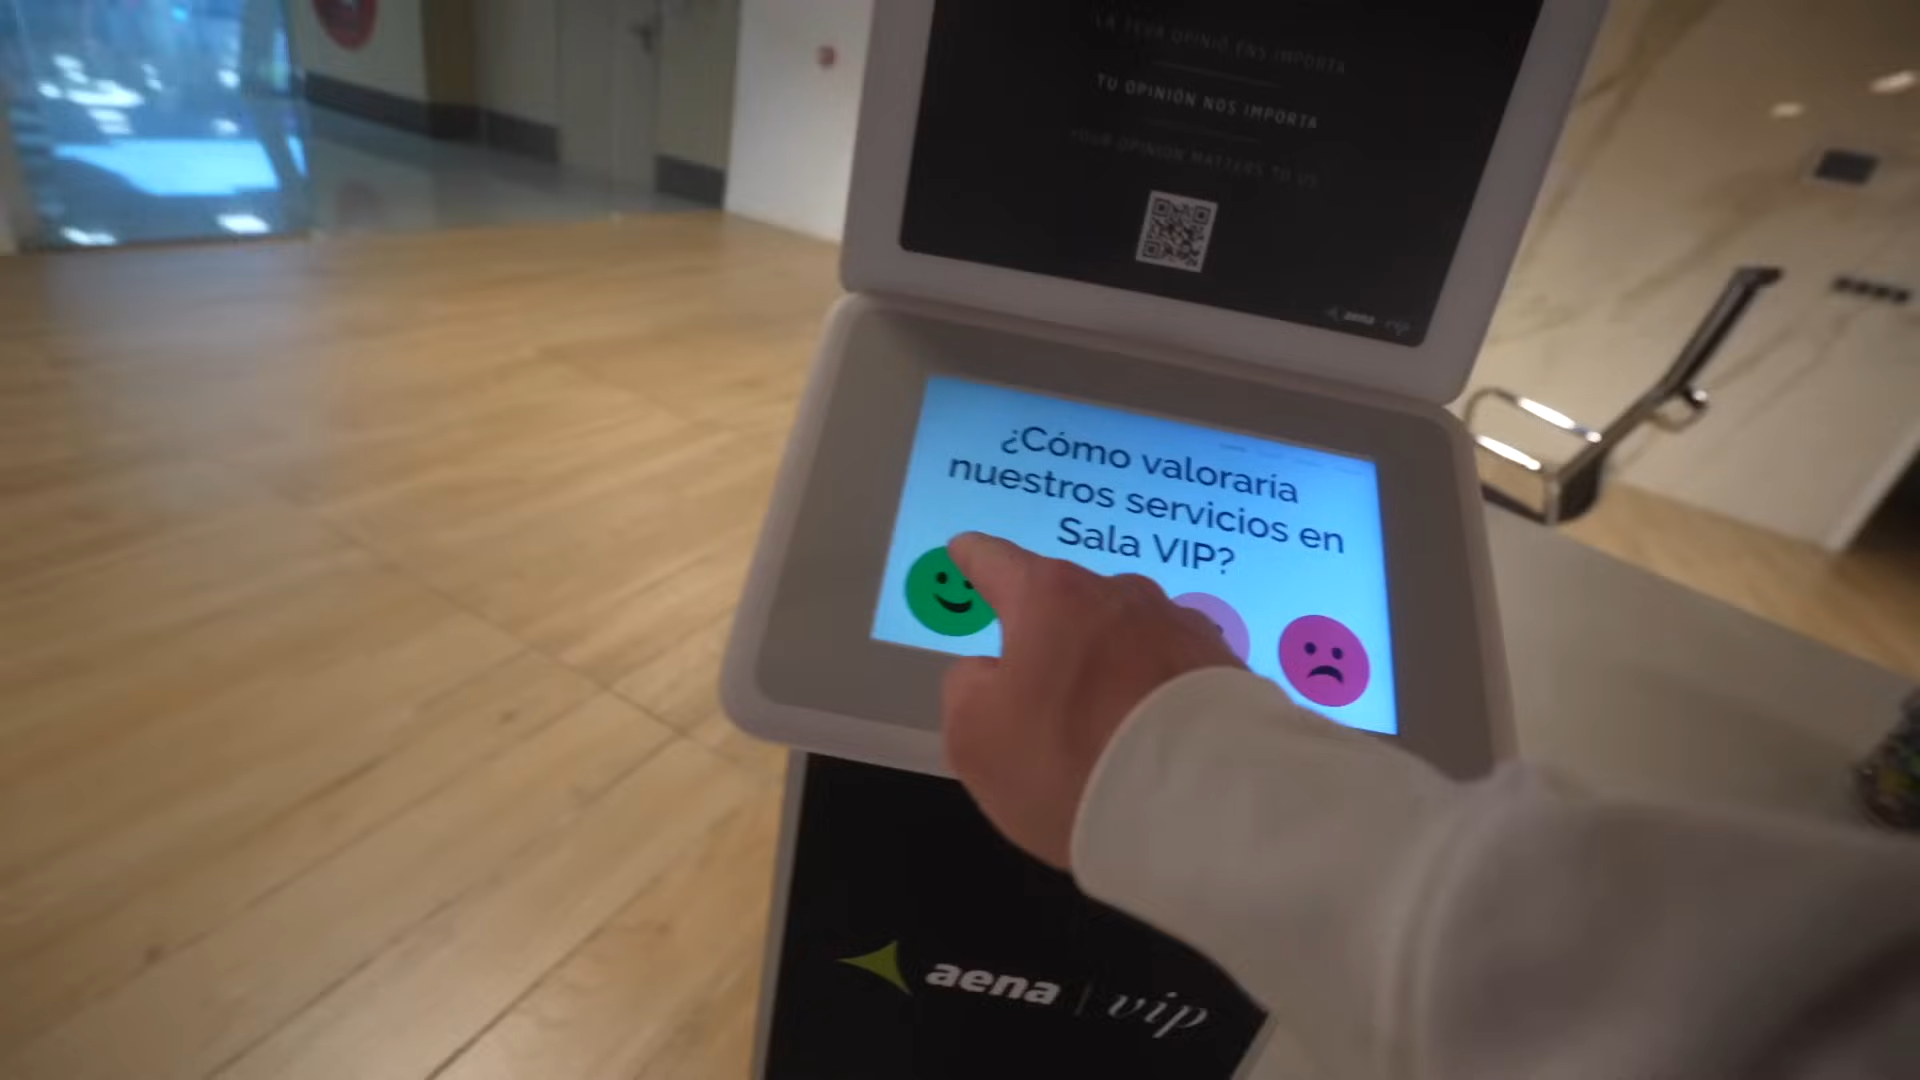 LA TEVA OPINIÓ ENS IMPORTA
TU OPINIÓN NOS IMPORTA
YOUR OPINION MATTERS TO US
aena vip
¿Cómo valoraría
nuestros servicios en
Sala VIP?
aena | vip